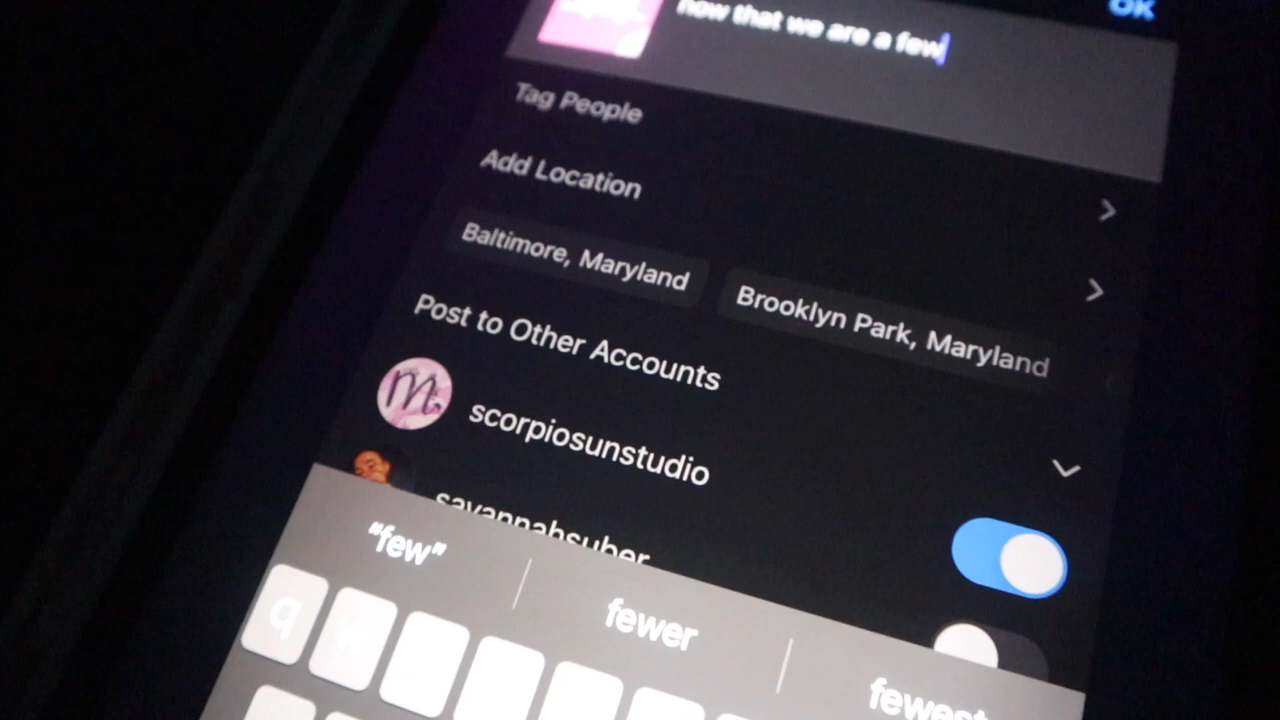 OK
now that we are a few
Tag People
Add Location
Baltimore, Maryland
Brooklyn Park, Maryland
Post to Other Accounts
m
scorpiosunstudio
savannahsuber
"few"
fewer
fewest
q
w